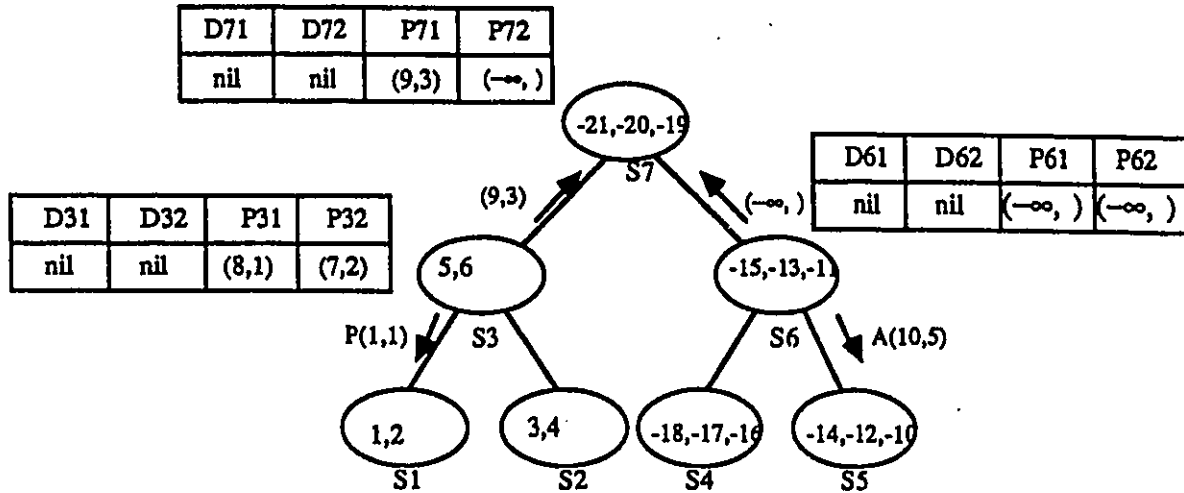 D71 D72 P71 P72
nil nil (9,3) (−∞, )
-21,-20,-19
S7
D61 D62 P61 P62
nil nil (−∞, ) (−∞, )
(9,3)
(−∞, )
D31 D32 P31 P32
nil nil (8,1) (7,2)
5,6
S3
-15,-13,-11
S6
P(1,1)
A(10,5)
1,2
S1
3,4
S2
-18,-17,-16
S4
-14,-12,-10
S5